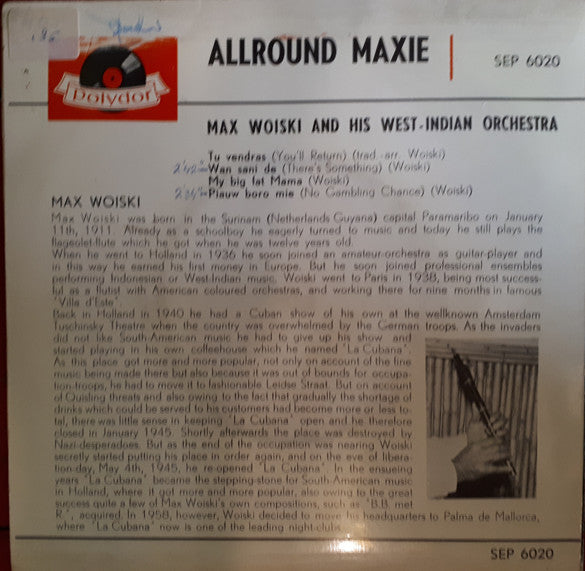 polydor
ALLROUND MAXIE
SEP 6020
MAX WOISKI AND HIS WEST-INDIAN ORCHESTRA
Tu vendras (You'll Return) (trad -arr. Woiski)
Wan sani de (There's Something) (Woiski)
My big fat Mama (Woiski)
Piauw boro mie (No Gambling Chance) (Woiski)
MAX WOISKI
Max Woiski was born in the Surinam (Netherlands Guyana) capital Paramaribo on January
11th, 1911. Already as a schoolboy he eagerly turned to music and today he still plays the
flageolet-flute which he got when he was twelve years old.
When he went to Holland in 1936 he soon joined an amateur-orchestra as guitar-player and
in this way he earned his first money in Europe. But he soon joined professional ensembles
performing Indonesian or West-Indian music. Woiski went to Paris in 1938, being most success-
ful as a flutist with American coloured orchestras, and working there for nine months in famous
'Villa d'Este'.
Back in Holland in 1940 he had a Cuban show of his own at the wellknown Amsterdam
Tuschinsky Theatre when the country was overwhelmed by the German troops. As the invaders
did not like South-American music he had to give up his show and
started playing in his own coffeehouse which he named 'La Cubana'.
As this place got more and more popular, not only on account of the fine
music being made there but also because it was out of bounds for occupa-
tion-troops, he had to move it to fashionable Leidse Straat. But on account
of Quisling threats and also owing to the fact that gradually the shortage of
drinks which could be served to his customers had become more or less to-
tal, there was little sense in keeping 'La Cubana' open and he therefore
closed in January 1945. Shortly afterwards the place was destroyed by
Nazi-desperadoes. But as the end of the occupation was nearing Woiski
secretly started putting his place in order again, and on the eve of libera-
tion-day, May 4th, 1945, he re-opened 'La Cubana'. In the ensueing
years 'La Cubana' became the stepping-stone for South-American music
in Holland, where it got more and more popular, also owing to the great
success quite a few of Max Woiski's own compositions, such as 'B.B. met
R.', acquired. In 1958, however, Woiski decided to move his headquarters to Palma de Mallorca,
where 'La Cubana' now is one of the leading night-clubs.
SEP 6020